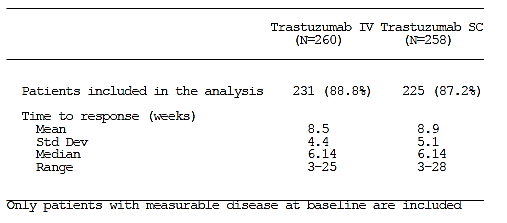 Trastuzumab IV Trastuzumab SC
(N=260) (N=258)
Patients included in the analysis 231 (88.8%) 225 (87.2%)
Time to response (weeks)
Mean 8.5 8.9
Std Dev 4.4 5.1
Median 6.14 6.14
Range 3-25 3-28
Only patients with measurable disease at baseline are included